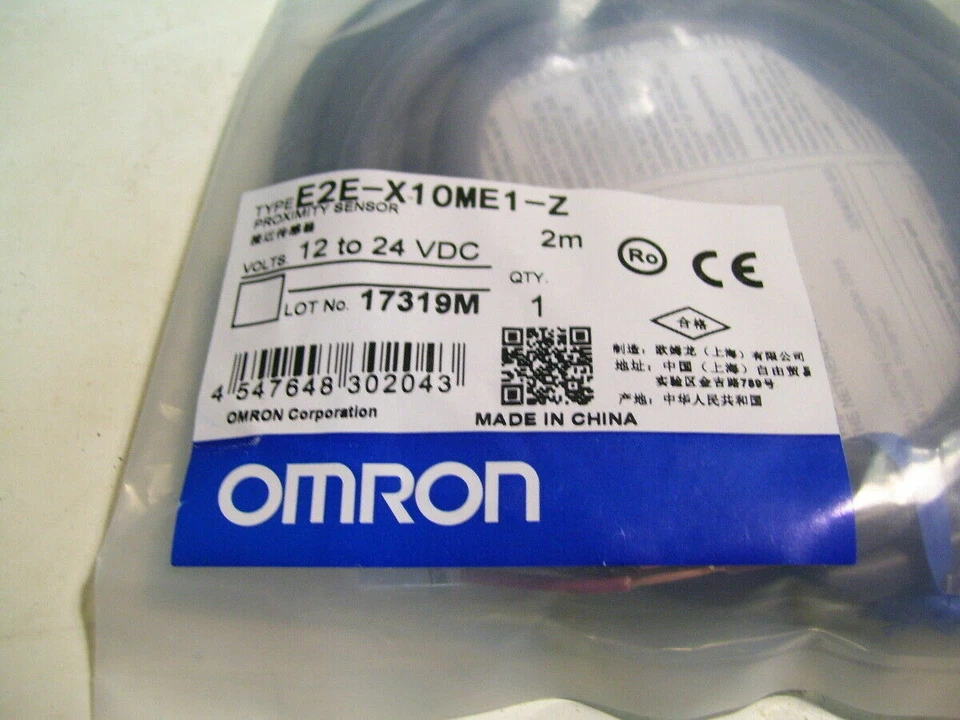 TYPE E2E-X10ME1-Z
PROXIMITY SENSOR
接近传感器
2m
VOLTS 12 to 24 VDC
QTY.
LOT No. 17319M
1
Ro
CE
合格
制造：欧姆龙（上海）有限公司
地址：中国（上海）自由贸易
实验区金吉路789号
产地：中华人民共和国
4 547648 302043
OMRON Corporation
MADE IN CHINA
OMRON